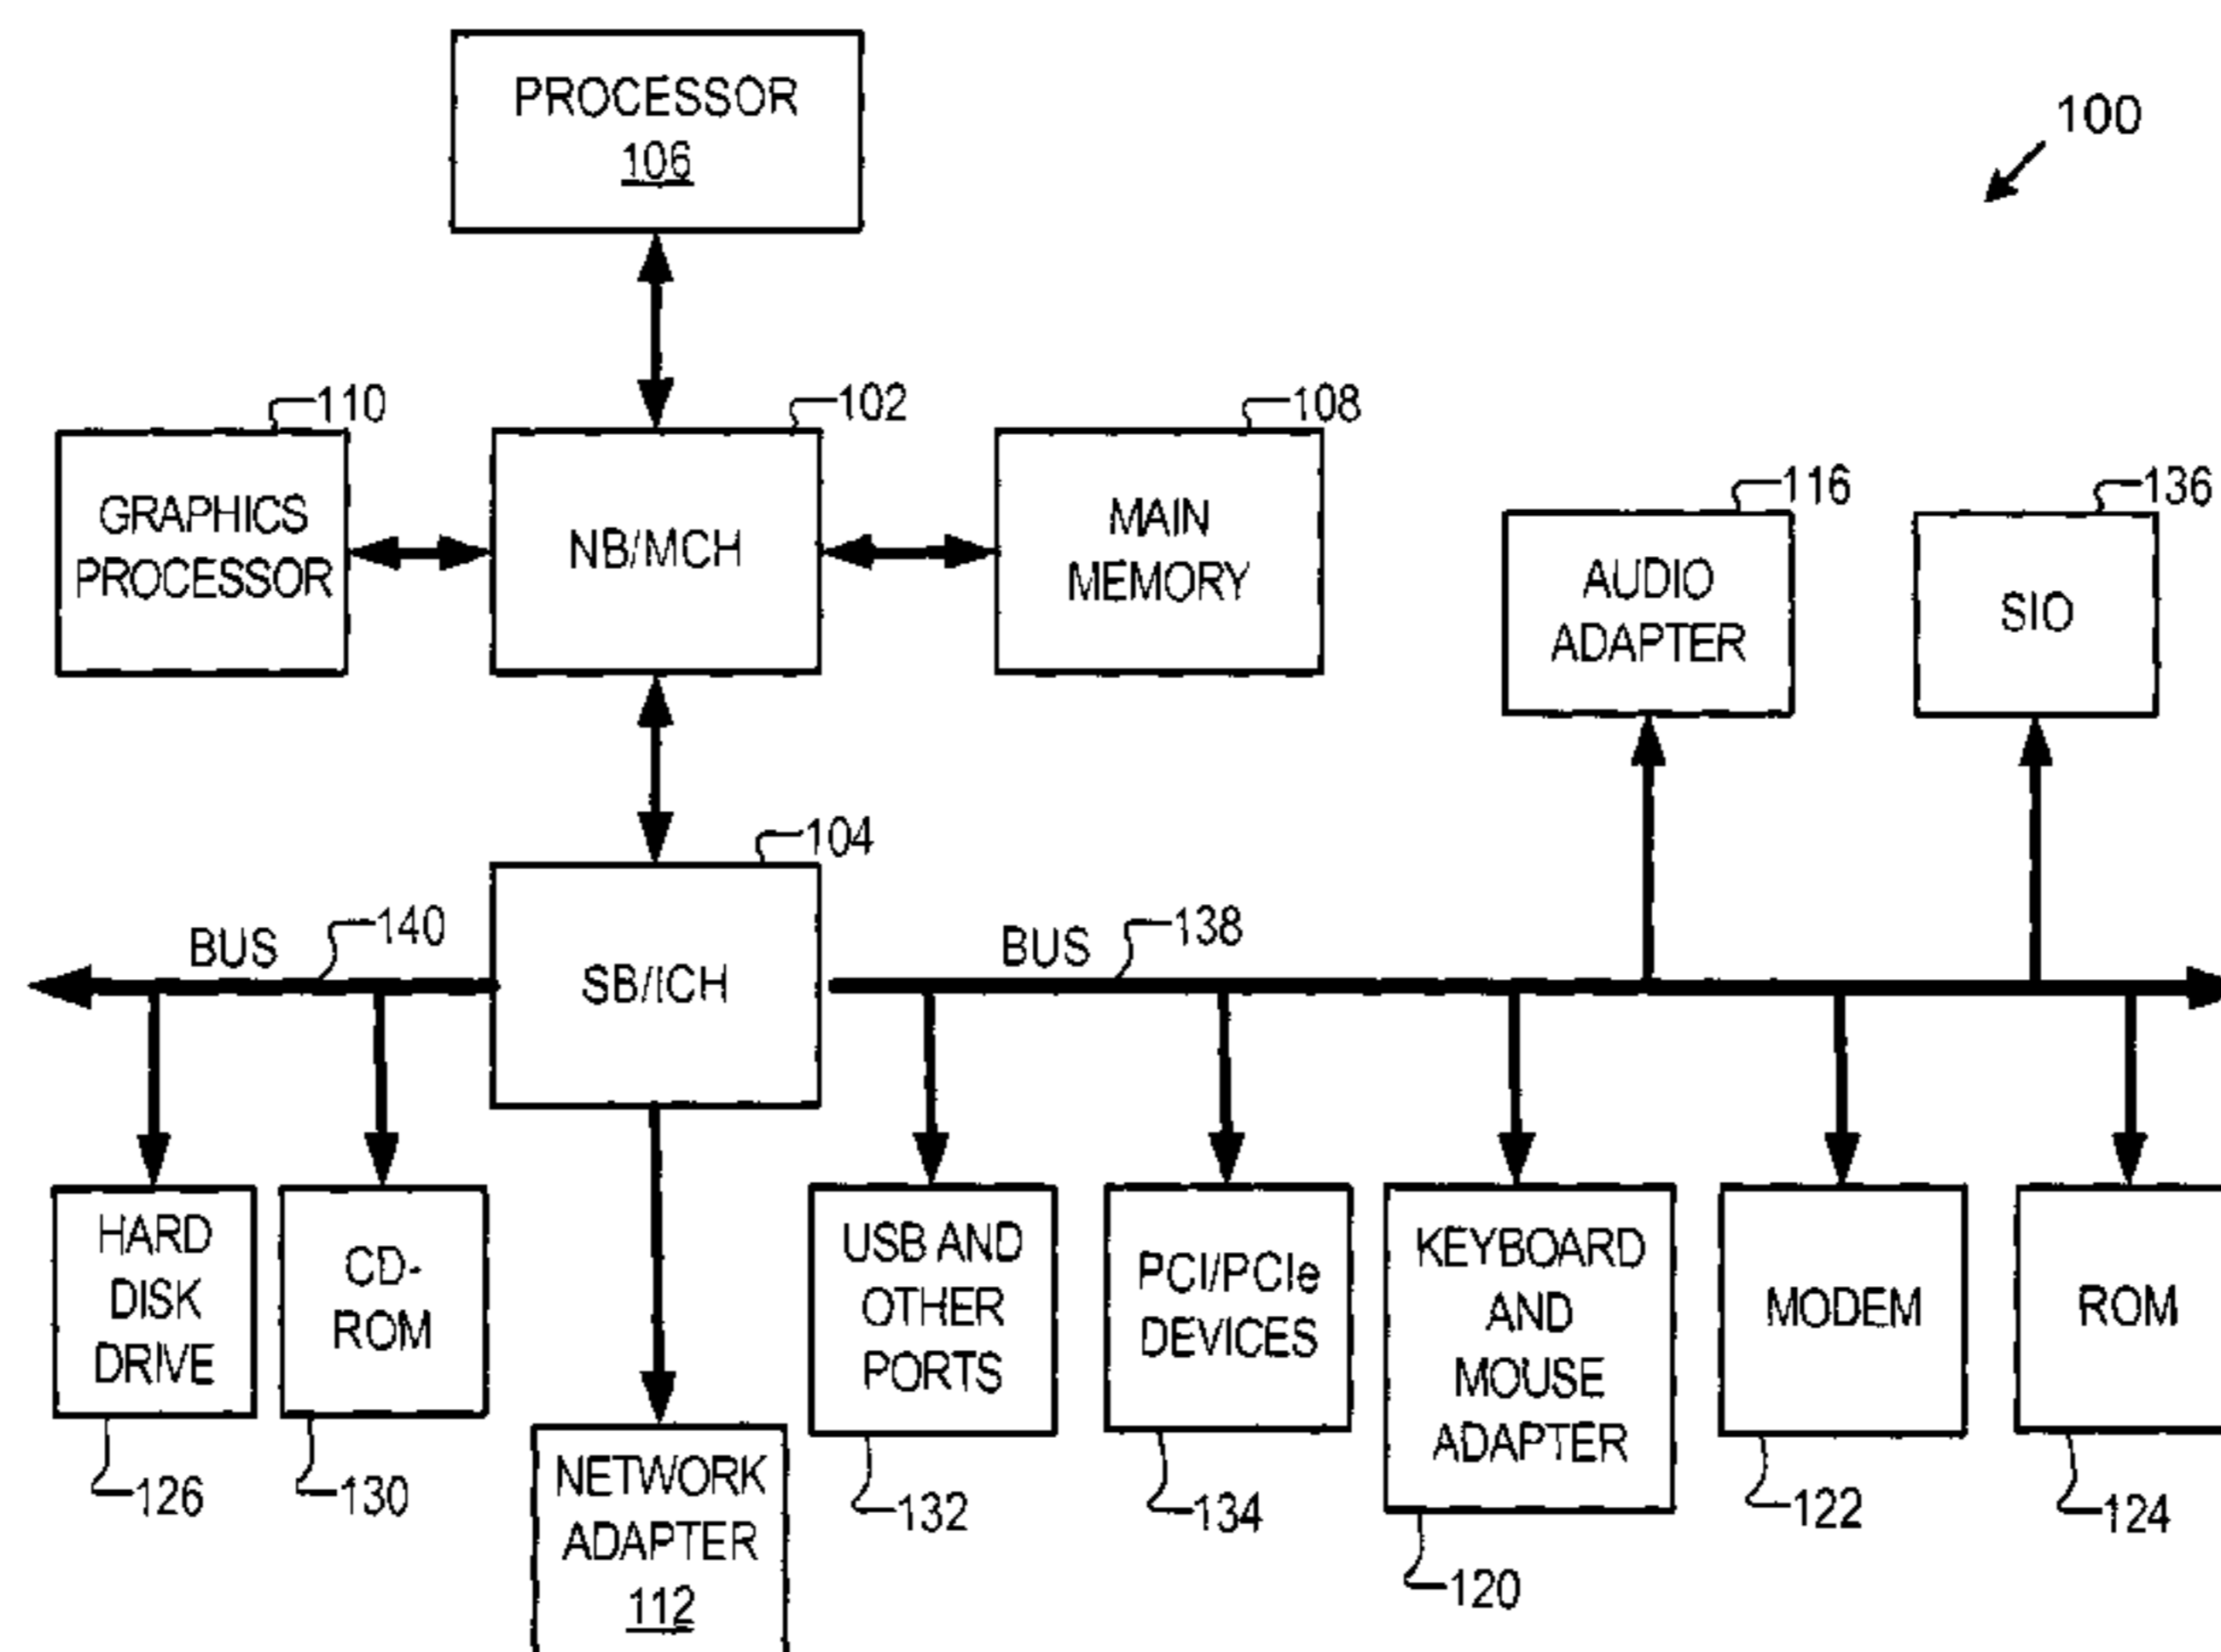 PROCESSOR
106
100
110
102
108
GRAPHICS
PROCESSOR
NB/MCH
MAIN
MEMORY
116
136
AUDIO
ADAPTER
SIO
104
BUS
140
SB/ICH
BUS
138
HARD
DISK
DRIVE
CD-
ROM
USB AND
OTHER
PORTS
PCI/PCIe
DEVICES
KEYBOARD
AND
MOUSE
ADAPTER
MODEM
ROM
126
130
NETWORK
ADAPTER
112
132
134
120
122
124